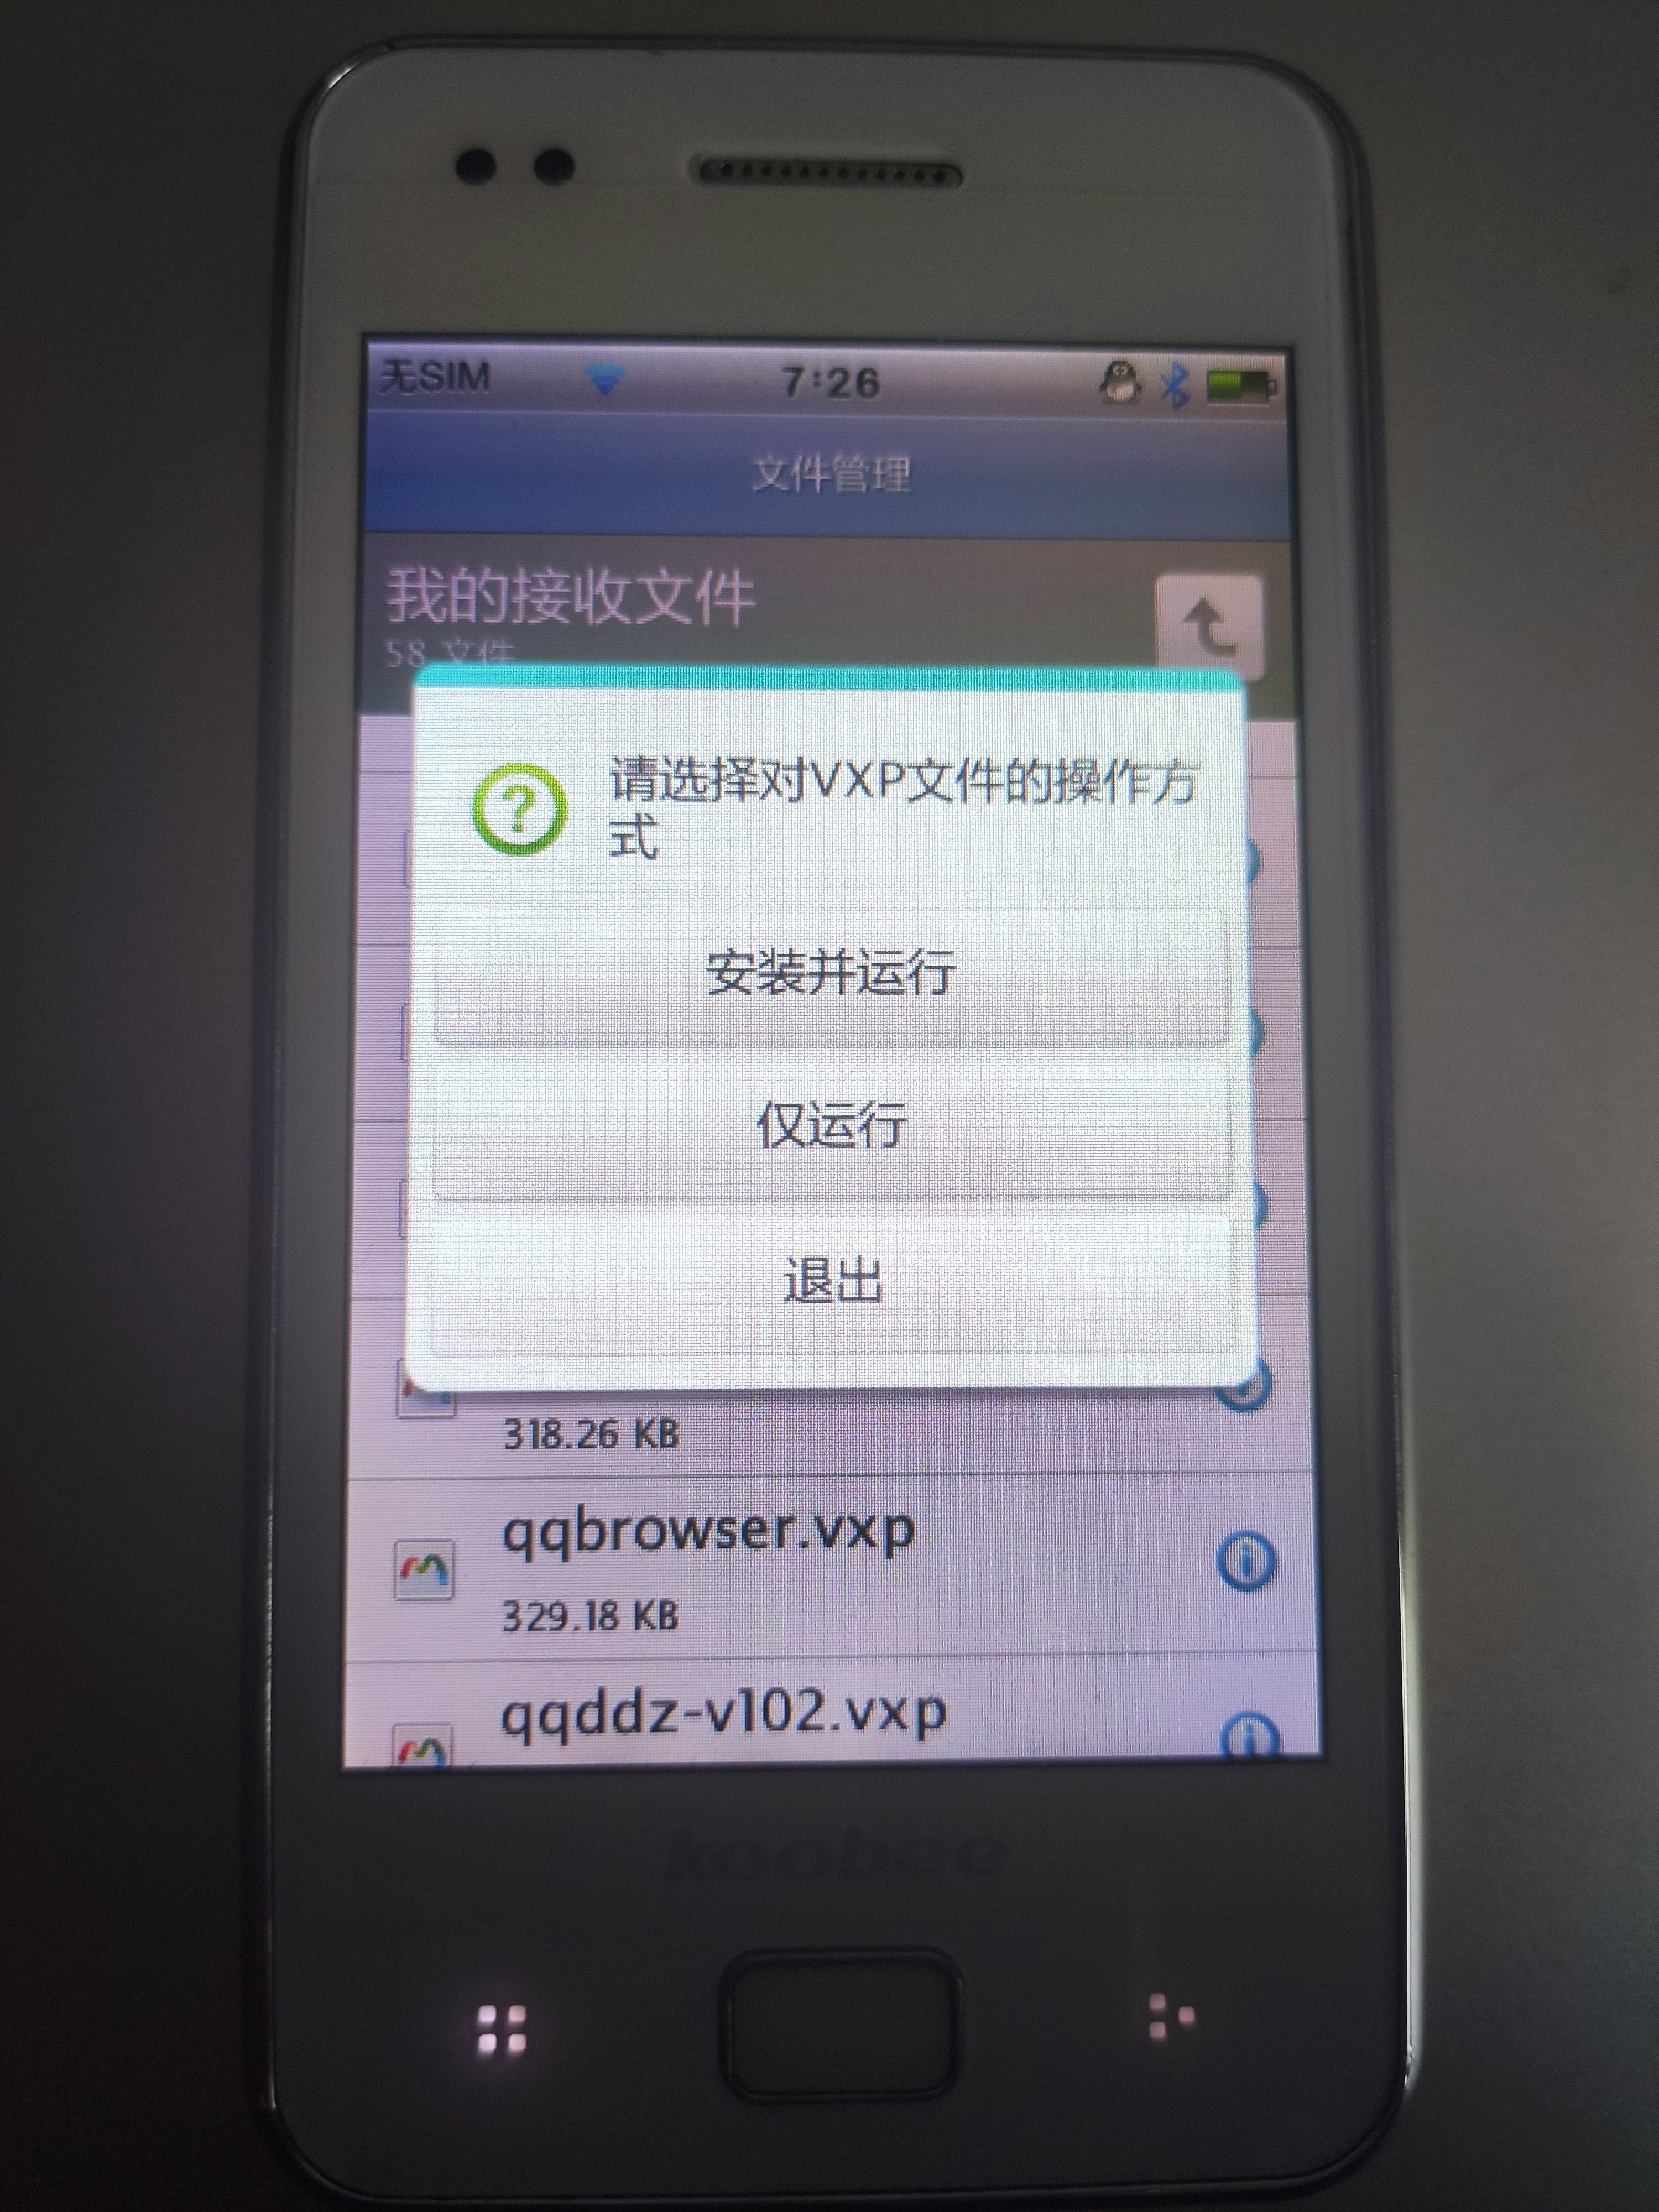 无SIM
7:26
文件管理
我的接收文件
58 文件
请选择对VXP文件的操作方
式
安装并运行
仅运行
退出
318.26 KB
qqbrowser.vxp
329.18 KB
qqddz-v102.vxp
koobee